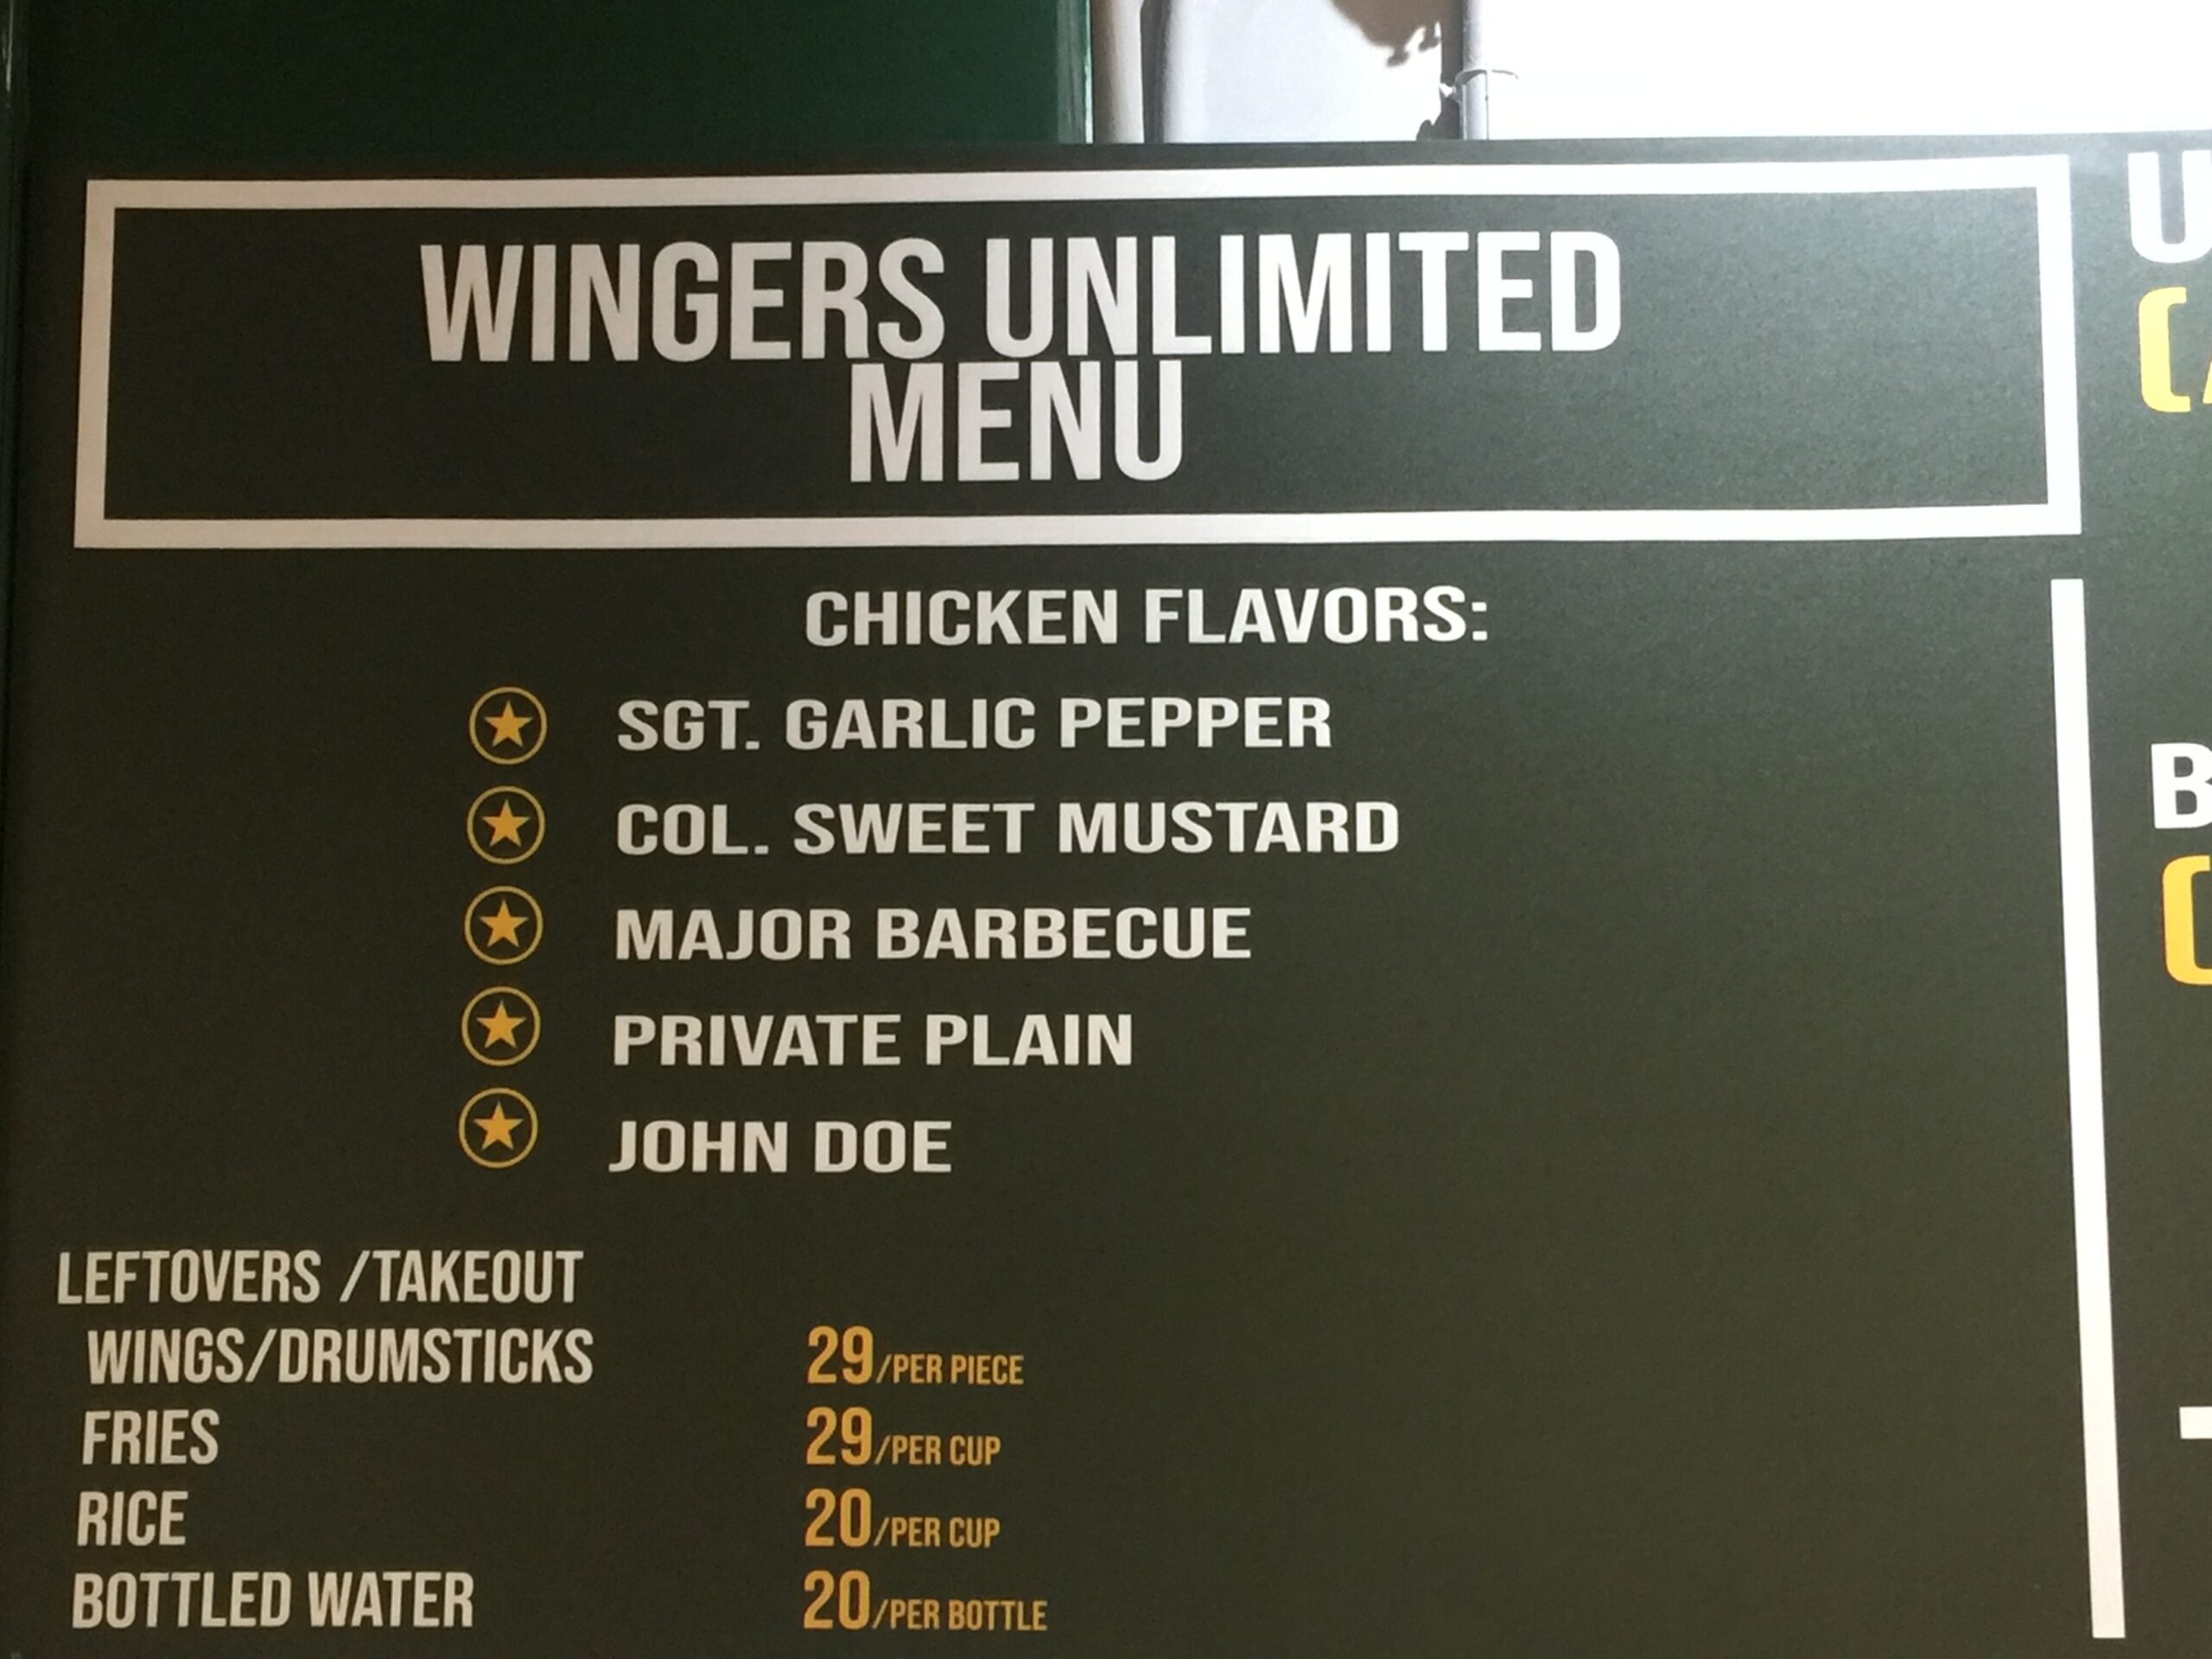 WINGERS UNLIMITED
MENU
CHICKEN FLAVORS:
SGT. GARLIC PEPPER
COL. SWEET MUSTARD
MAJOR BARBECUE
PRIVATE PLAIN
JOHN DOE
LEFTOVERS /TAKEOUT
WINGS/DRUMSTICKS 29/PER PIECE
FRIES 29/PER CUP
RICE 20/PER CUP
BOTTLED WATER 20/PER BOTTLE